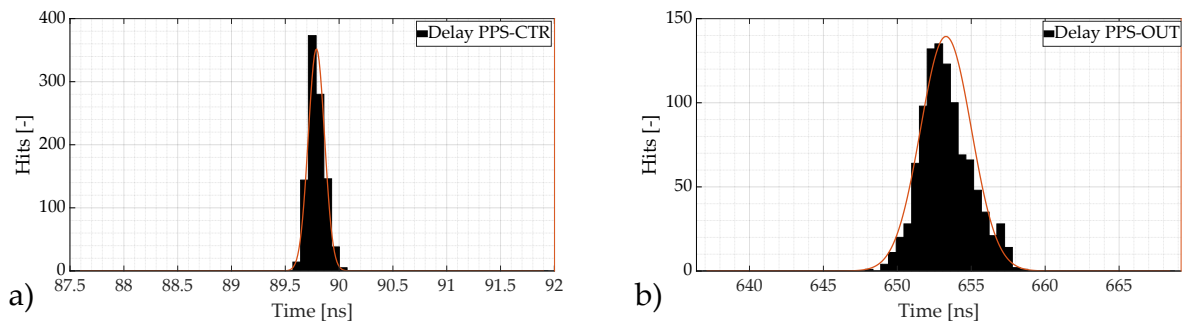 400
300
200
100
0
Hits [-]
Delay PPS-CTR
87.5 88 88.5 89 89.5 90 90.5 91 91.5 92
Time [ns]
a)
150
100
50
0
Hits [-]
Delay PPS-OUT
640 645 650 655 660 665
Time [ns]
b)